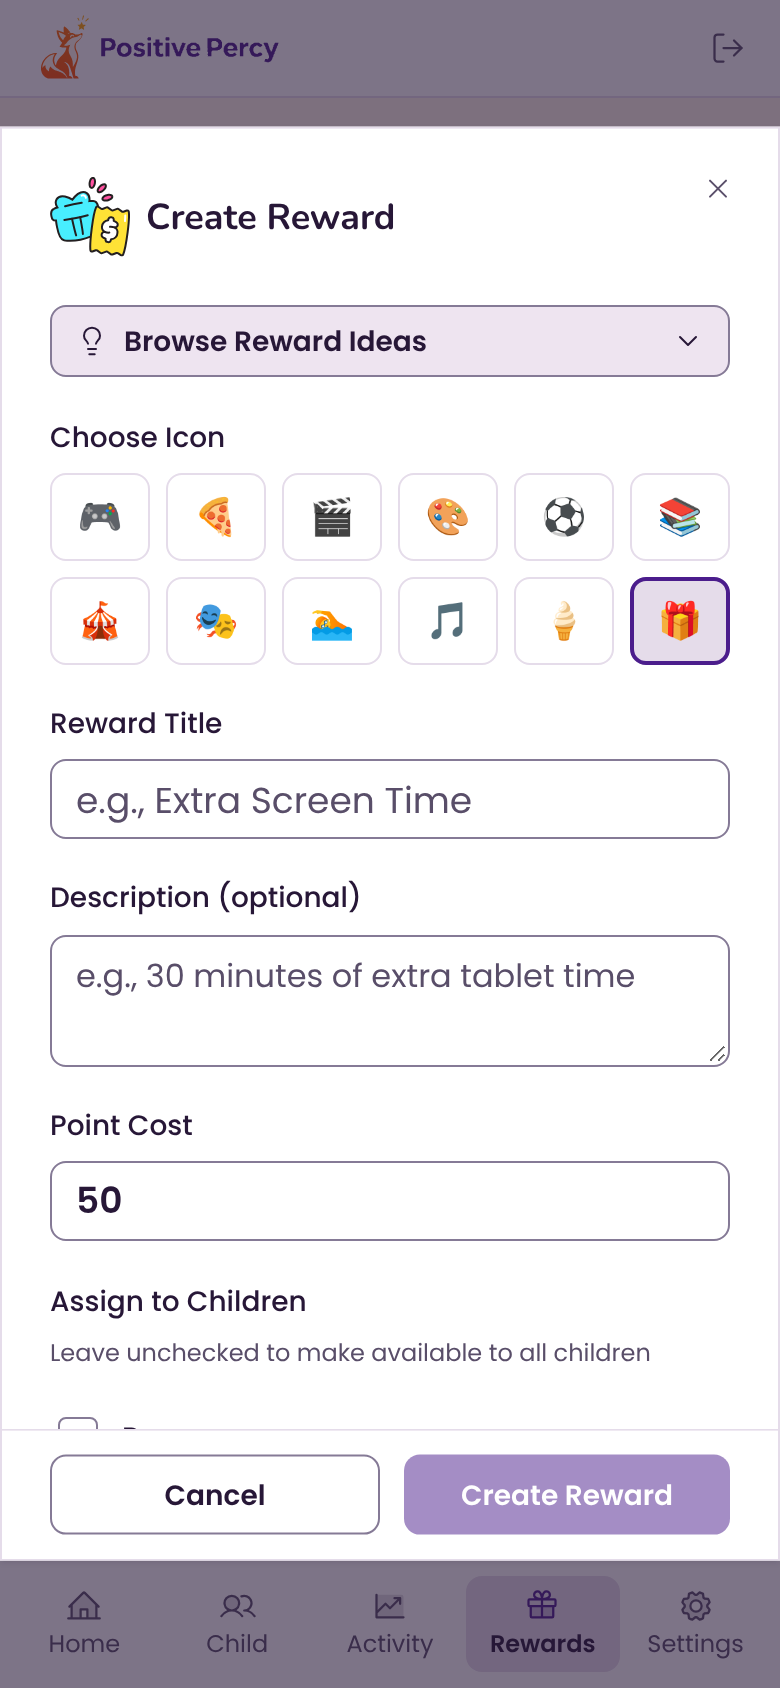 Positive Percy
Create Reward
Browse Reward Ideas
Choose Icon
Reward Title
e.g., Extra Screen Time
Description (optional)
e.g., 30 minutes of extra tablet time
Point Cost
50
Assign to Children
Leave unchecked to make available to all children
Cancel
Create Reward
Home
Child
Activity
Rewards
Settings